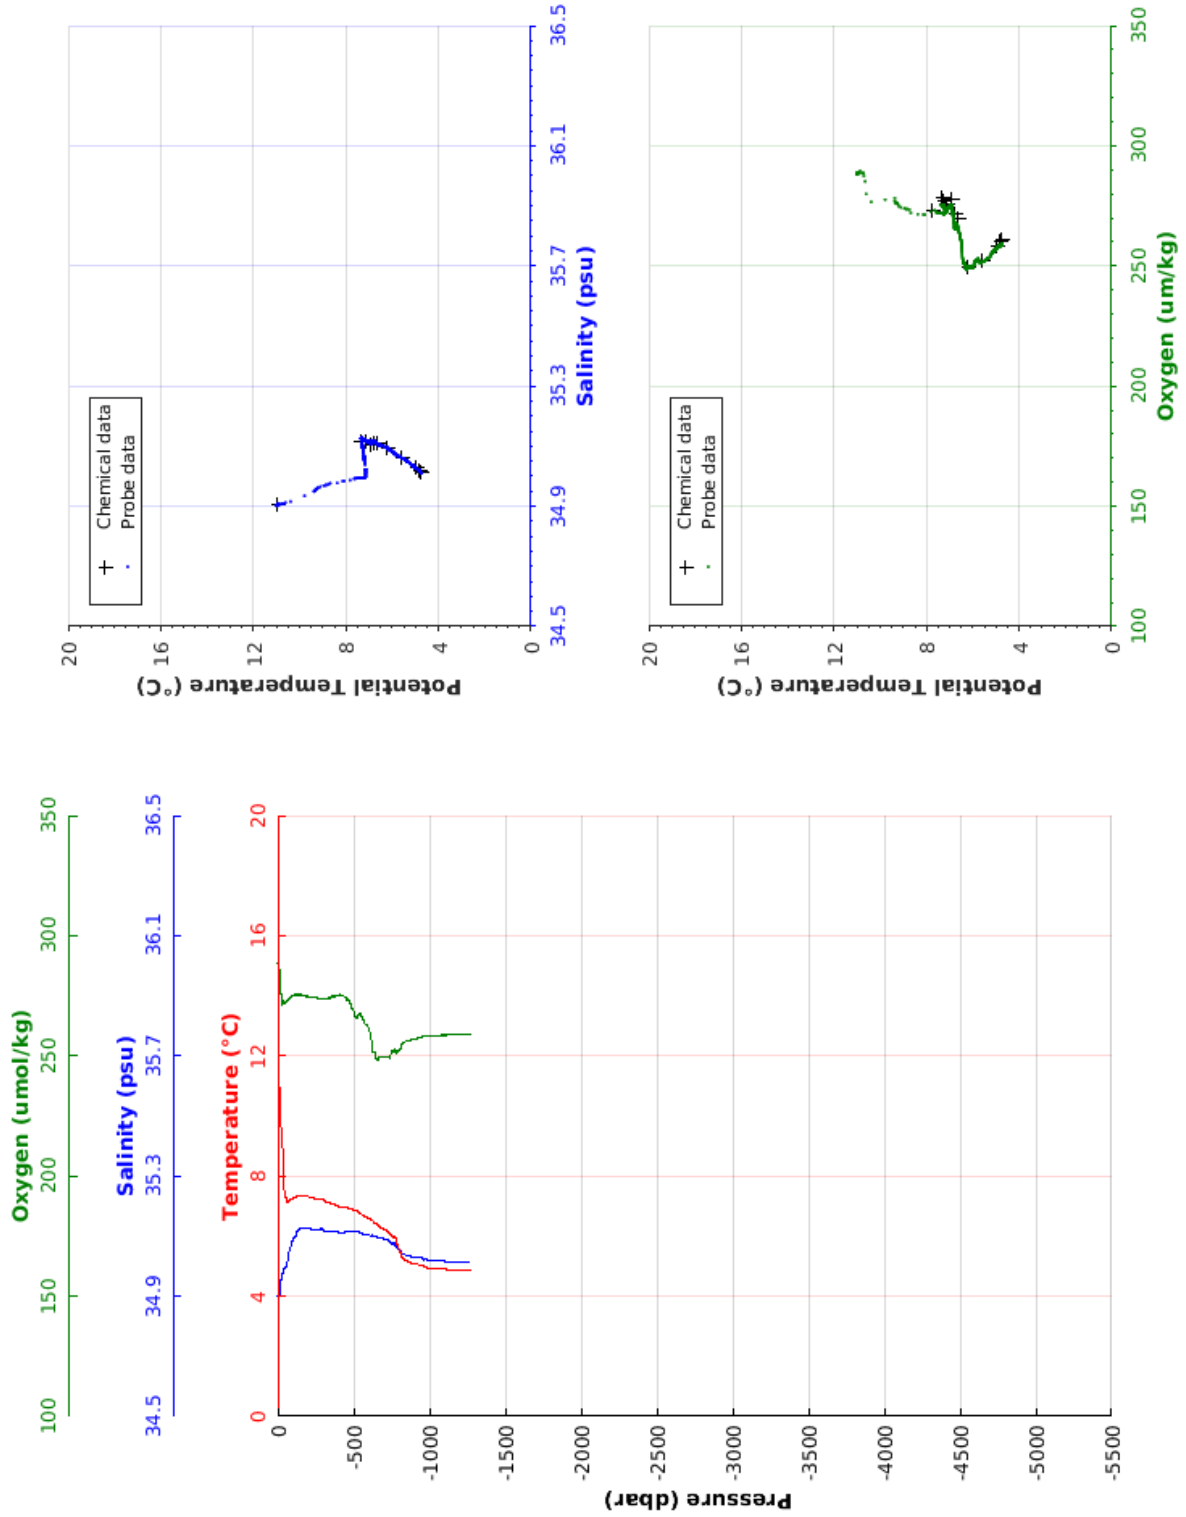 Oxygen (umol/kg)
100 150 200 250 300 350
Salinity (psu)
34.5 34.9 35.3 35.7 36.1 36.5
Temperature (°C)
0 4 8 12 16 20
Pressure (dbar)
0
-500
-1000
-1500
-2000
-2500
-3000
-3500
-4000
-4500
-5000
-5500
Potential Temperature (°C)
20
16
12
8
4
0
Chemical data
Probe data
34.5 34.9 35.3 35.7 36.1 36.5
Salinity (psu)
Potential Temperature (°C)
20
16
12
8
4
0
Chemical data
Probe data
100 150 200 250 300 350
Oxygen (um/kg)